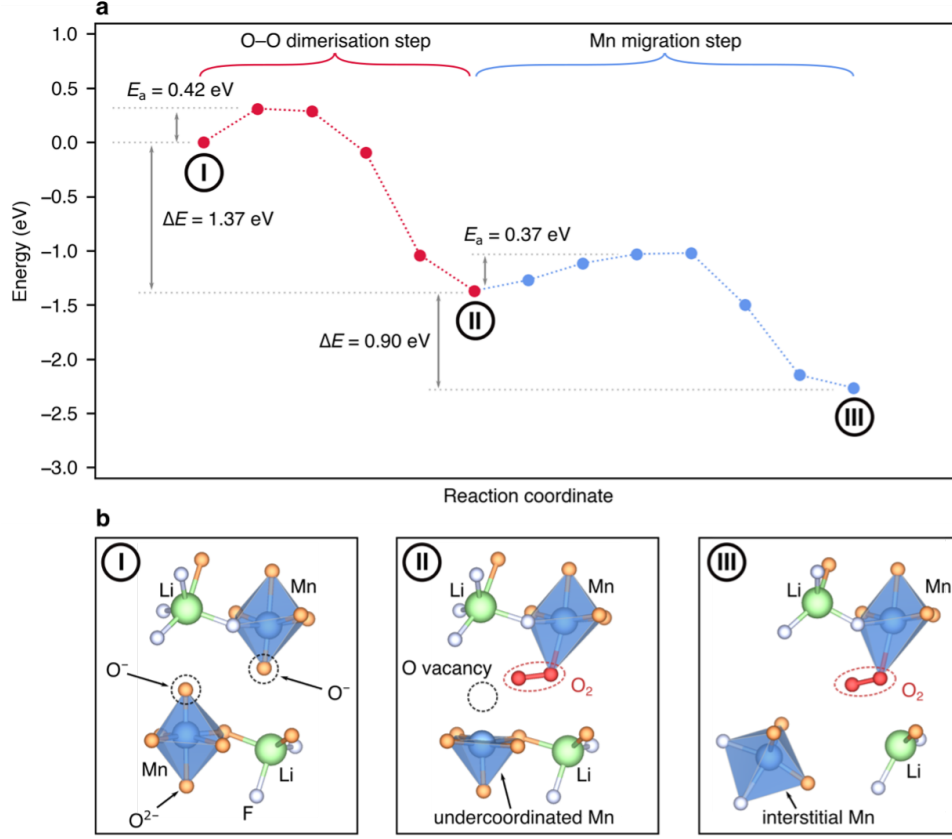 a
O–O dimerisation step
Mn migration step
1.0
0.5
0.0
−0.5
−1.0
−1.5
−2.0
−2.5
−3.0
Energy (eV)
Eₐ = 0.42 eV
I
ΔE = 1.37 eV
Eₐ = 0.37 eV
II
ΔE = 0.90 eV
III
Reaction coordinate
b
I
Li
Mn
O⁻
O⁻
Mn
Li
O²⁻
F
II
Li
Mn
O vacancy
O₂
Li
undercoordinated Mn
III
Li
Mn
O₂
Li
interstitial Mn